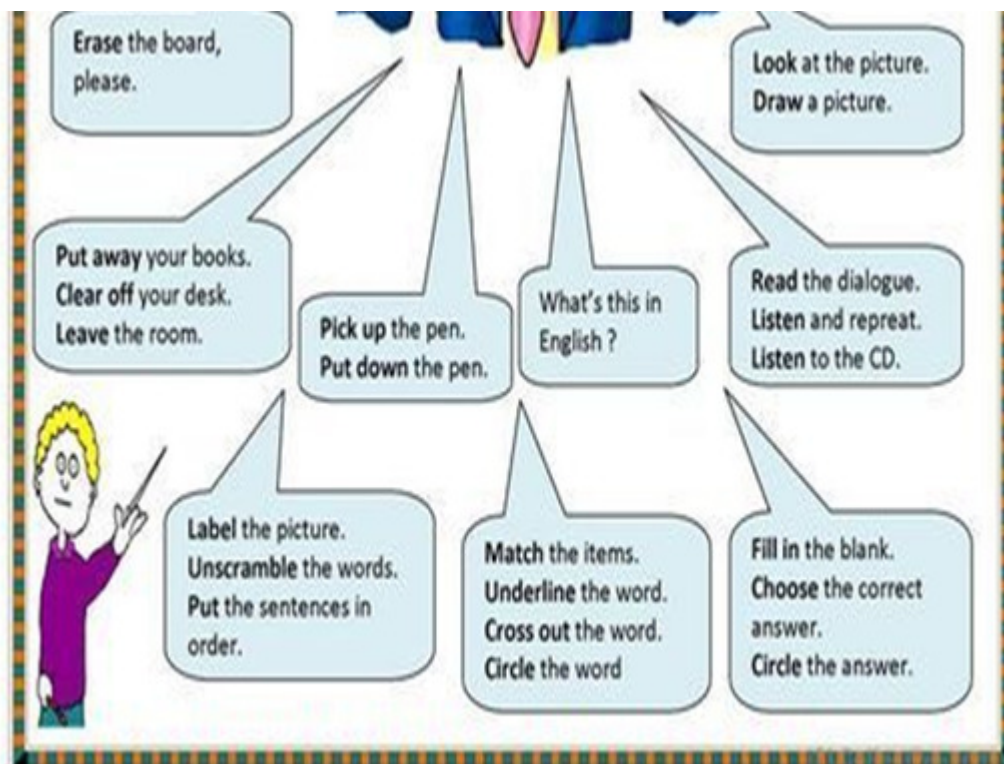 Erase the board,
please.
Look at the picture.
Draw a picture.
Put away your books.
Clear off your desk.
Leave the room.
Pick up the pen.
Put down the pen.
What's this in
English ?
Read the dialogue.
Listen and repreat.
Listen to the CD.
Label the picture.
Unscramble the words.
Put the sentences in
order.
Match the items.
Underline the word.
Cross out the word.
Circle the word
Fill in the blank.
Choose the correct
answer.
Circle the answer.